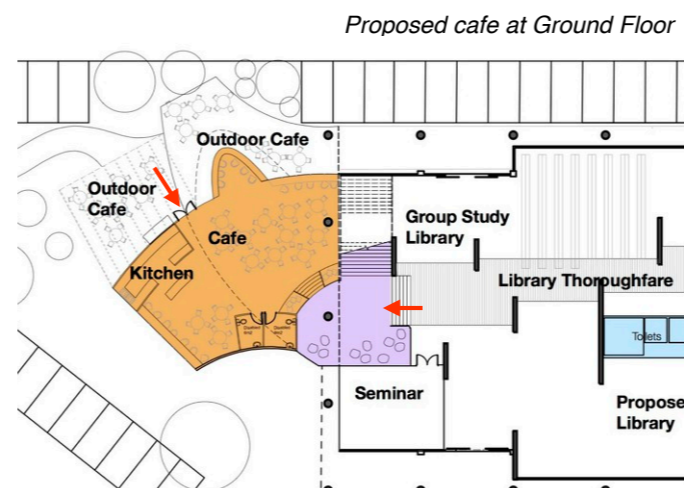 Proposed cafe at Ground Floor
Outdoor Cafe
Outdoor
Cafe
Group Study
Library
Cafe
Kitchen
Library Thoroughfare
Toilets
Seminar
Propose
Library